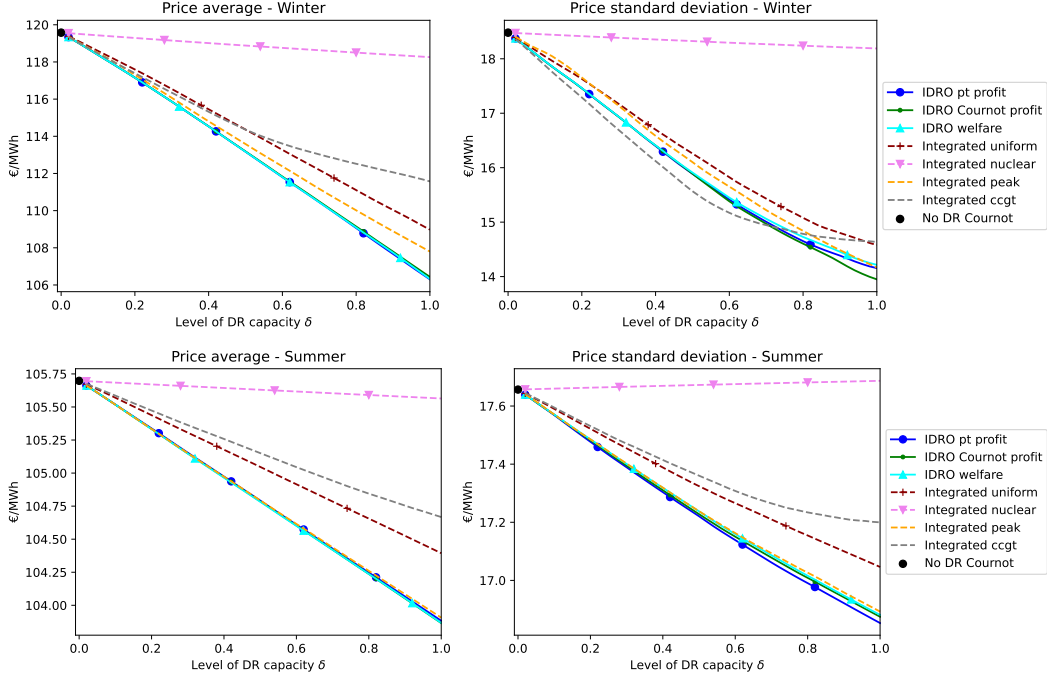 Price average - Winter
120
118
116
114
112
110
108
106
€/MWh
0.0 0.2 0.4 0.6 0.8 1.0
Level of DR capacity δ
Price standard deviation - Winter
18
17
16
15
14
€/MWh
0.0 0.2 0.4 0.6 0.8 1.0
Level of DR capacity δ
IDRO pt profit
IDRO Cournot profit
IDRO welfare
Integrated uniform
Integrated nuclear
Integrated peak
Integrated ccgt
No DR Cournot
Price average - Summer
105.75
105.50
105.25
105.00
104.75
104.50
104.25
104.00
€/MWh
0.0 0.2 0.4 0.6 0.8 1.0
Level of DR capacity δ
Price standard deviation - Summer
17.6
17.4
17.2
17.0
€/MWh
0.0 0.2 0.4 0.6 0.8 1.0
Level of DR capacity δ
IDRO pt profit
IDRO Cournot profit
IDRO welfare
Integrated uniform
Integrated nuclear
Integrated peak
Integrated ccgt
No DR Cournot